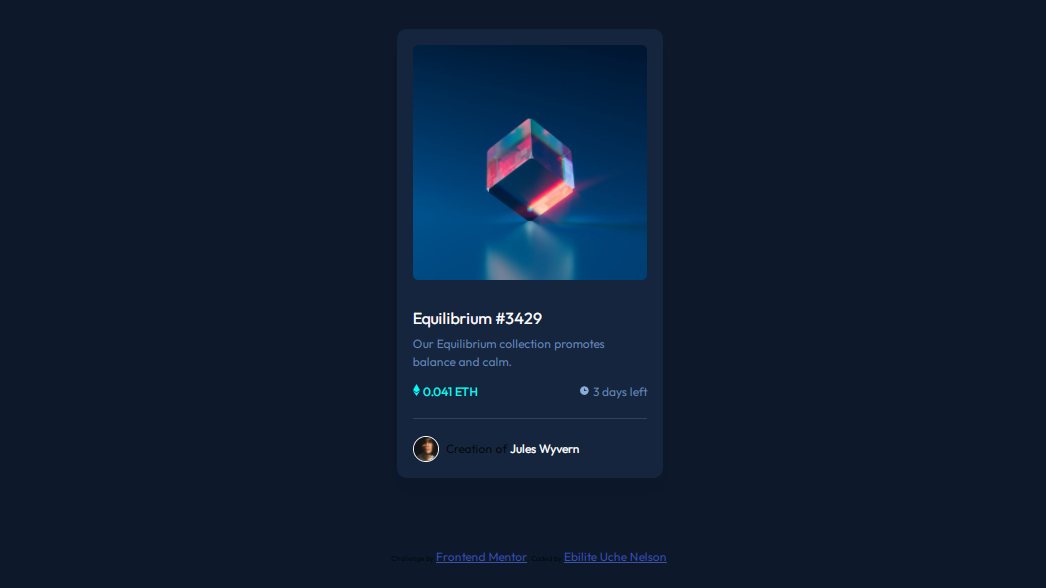 Equilibrium #3429
Our Equilibrium collection promotes
balance and calm.
0.041 ETH
3 days left
Creation of Jules Wyvern
Challenge by Frontend Mentor. Coded by Ebilite Uche Nelson